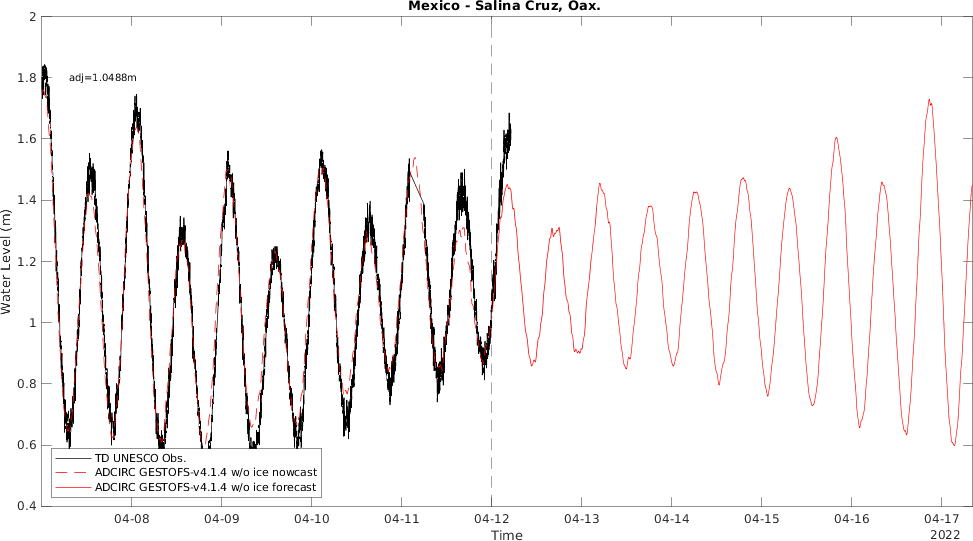 Mexico - Salina Cruz, Oax.
2
1.8
adj=1.0488m
1.6
1.4
1.2
1
0.8
0.6
0.4
Water Level (m)
TD UNESCO Obs.
ADCIRC GESTOFS-v4.1.4 w/o ice nowcast
ADCIRC GESTOFS-v4.1.4 w/o ice forecast
04-08 04-09 04-10 04-11 04-12 04-13 04-14 04-15 04-16 04-17
Time
2022